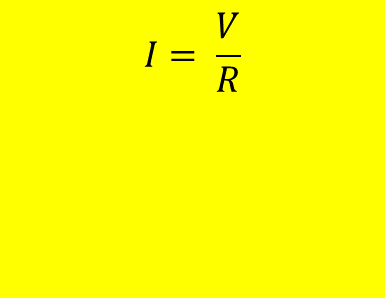 I = V/R